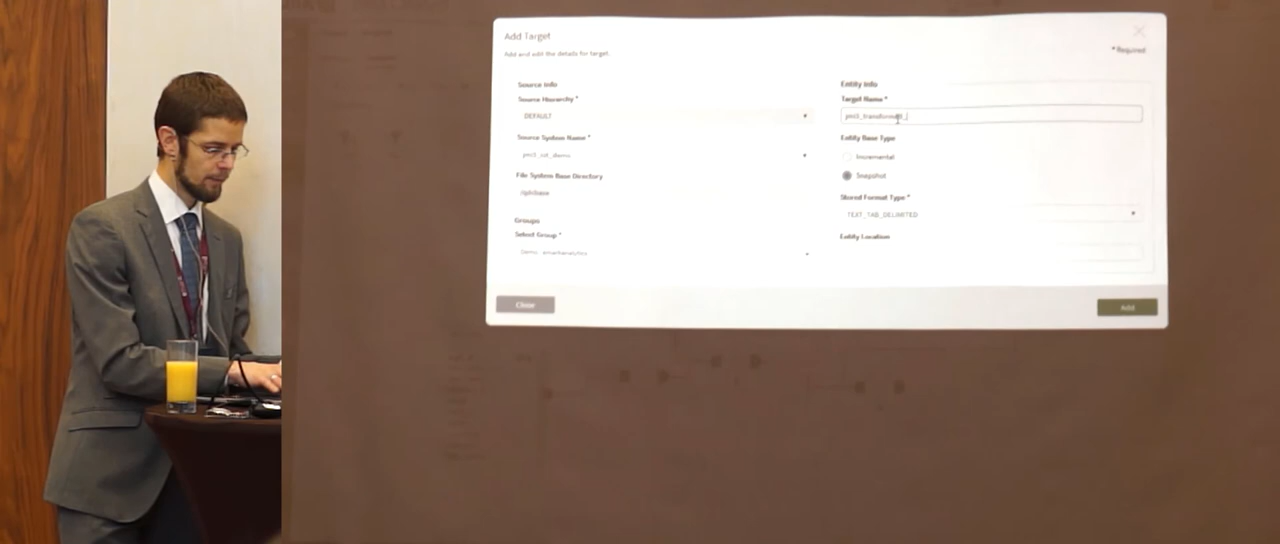 Add Target
Add and edit the details for target.
* Required
Source Info
Source Hierarchy *
DEFAULT
Source System Name *
File System Base Directory
Groups
Select Group *
Close
Entity Info
Target Name *
Entity Base Type
Incremental
Snapshot
Stored Format Type *
TEXT_TAB_DELIMITED
Entity Location
Add